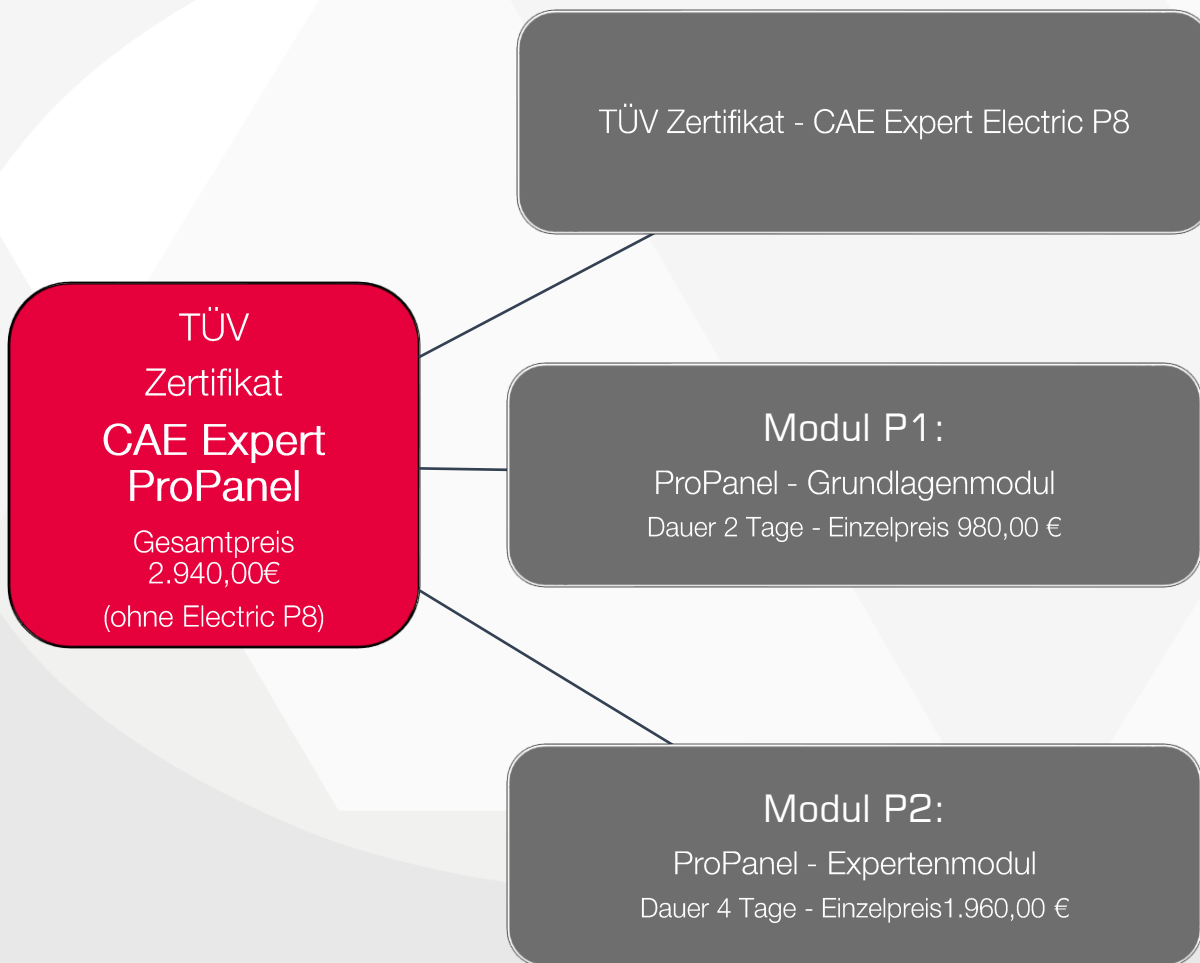 TÜV Zertifikat - CAE Expert Electric P8
TÜV
Zertifikat
CAE Expert
ProPanel
Gesamtpreis
2.940,00€
(ohne Electric P8)
Modul P1:
ProPanel - Grundlagenmodul
Dauer 2 Tage - Einzelpreis 980,00 €
Modul P2:
ProPanel - Expertenmodul
Dauer 4 Tage - Einzelpreis1.960,00 €